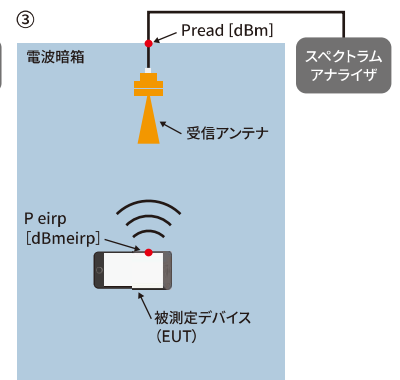 ③
Pread [dBm]
スペクトラム
アナライザ
電波暗箱
受信アンテナ
P eirp
[dBmeirp]
被測定デバイス
（EUT）